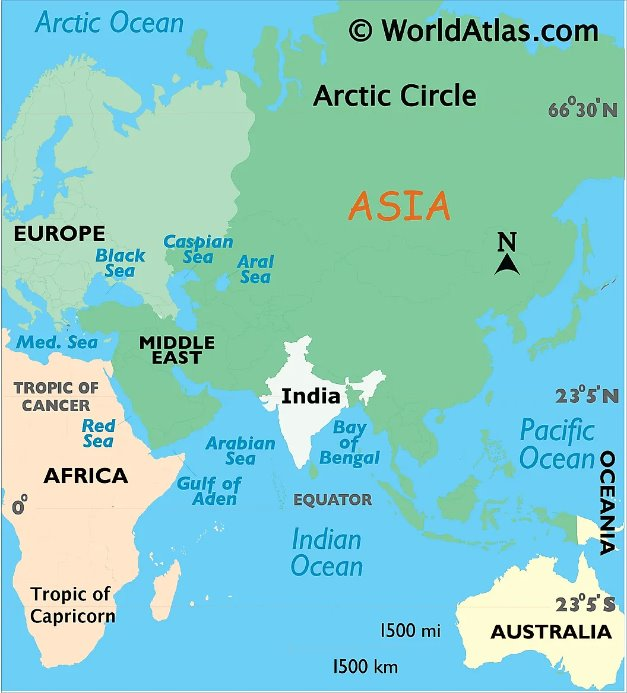 Arctic Ocean
© WorldAtlas.com
Arctic Circle
66°30'N
ASIA
EUROPE
Black
Sea
Caspian
Sea
Aral
Sea
N
Med. Sea
MIDDLE
EAST
TROPIC OF
CANCER
India
23°5'N
Red
Sea
Arabian
Sea
Bay
of
Bengal
Pacific
Ocean
AFRICA
Gulf of
Aden
EQUATOR
OCEANIA
0°
Indian
Ocean
Tropic of
Capricorn
23°5'S
1500 mi
AUSTRALIA
1500 km